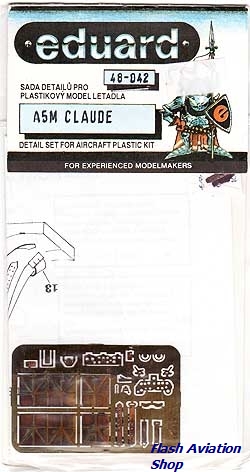 eduard
48-042
SADA DETAILŮ PRO
PLASTIKOVÝ MODEL LETADLA
A5M CLAUDE
DETAIL SET FOR AIRCRAFT PLASTIC KIT
e
FOR EXPERIENCED MODELMAKERS
13
Flash Aviation
Shop